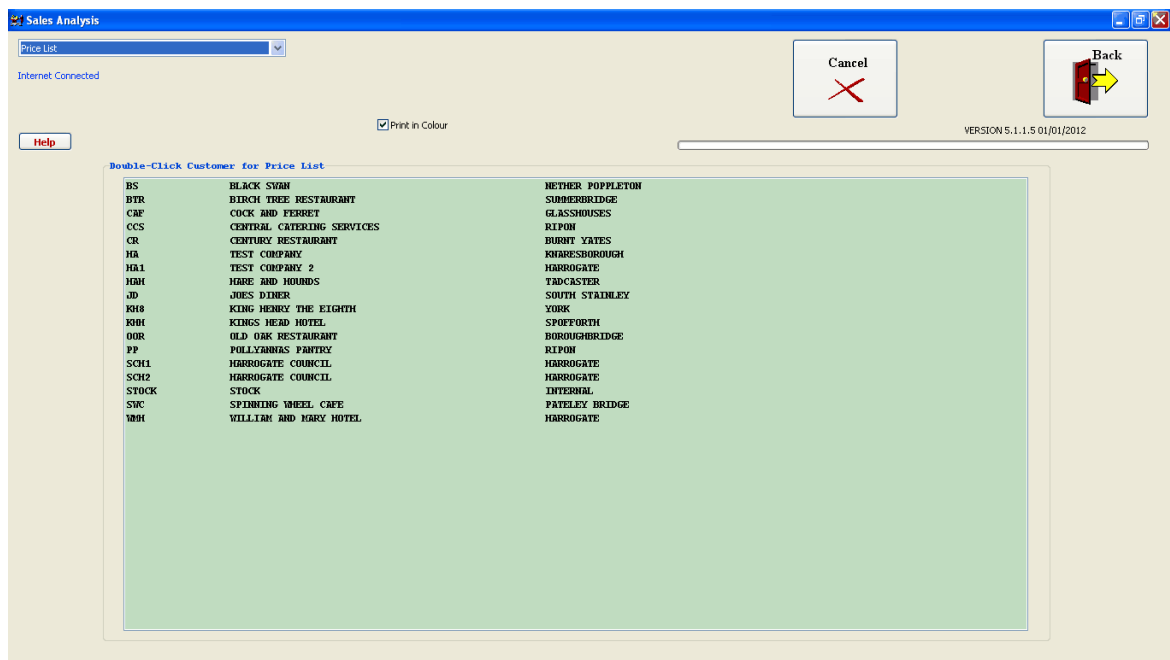 Sales Analysis
Price List
Cancel
Back
Internet Connected
Print in Colour
VERSION 5.1.1.5 01/01/2012
Help
Double-Click Customer for Price List
BS BLACK SWAN NETHER POPPLETON
BTR BIRCH TREE RESTAURANT SUMMERBRIDGE
CAF COCK AND FERRET GLASSHOUSES
CCS CENTRAL CATERING SERVICES RIPON
CR CENTURY RESTAURANT BURNT YATES
HA TEST COMPANY KNARESBOROUGH
HA1 TEST COMPANY 2 HARROGATE
HAH HARE AND HOUNDS TADCASTER
JD JOES DINER SOUTH STAINLEY
KH8 KING HENRY THE EIGHTH YORK
KHH KINGS HEAD HOTEL SPOFFORTH
OOR OLD OAK RESTAURANT BOROUGHBRIDGE
PP POLLYANNAS PANTRY RIPON
SCH1 HARROGATE COUNCIL HARROGATE
SCH2 HARROGATE COUNCIL HARROGATE
STOCK STOCK INTERNAL
SWC SPINNING WHEEL CAFE PATELEY BRIDGE
WMH WILLIAM AND MARY HOTEL HARROGATE